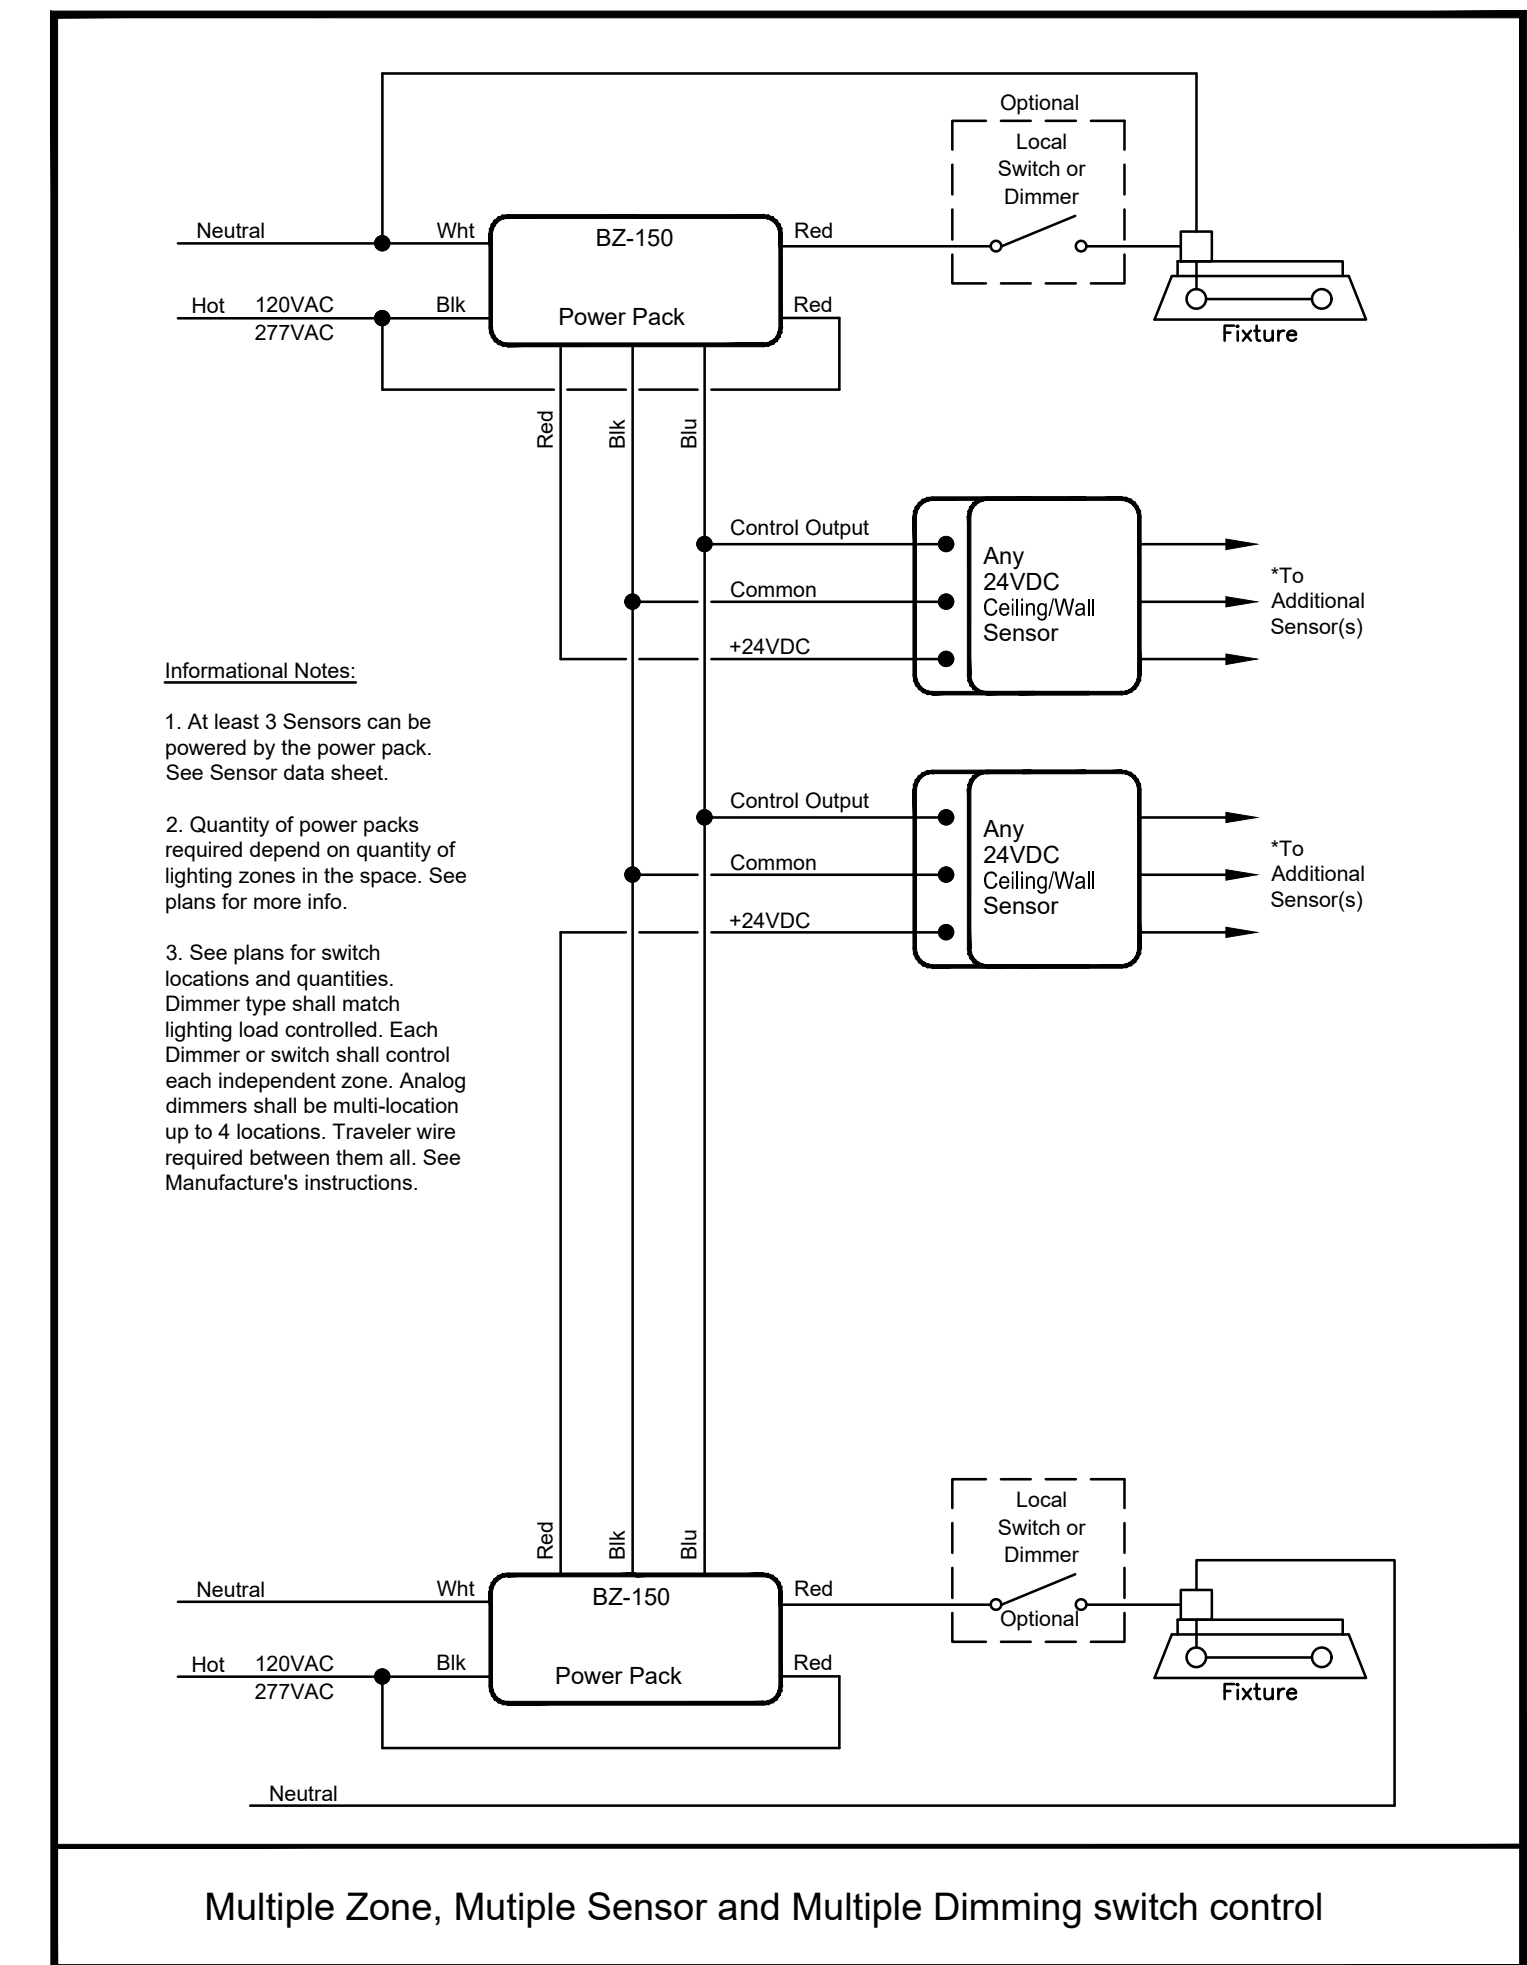 Optional
Local
Switch or
Dimmer
Neutral
Wht
BZ-150
Red
Hot
120VAC
277VAC
Blk
Power Pack
Red
Fixture
Red
Blk
Blu
Control Output
Common
+24VDC
Any
24VDC
Ceiling/Wall
Sensor
*To
Additional
Sensor(s)
Informational Notes:
1. At least 3 Sensors can be
powered by the power pack.
See Sensor data sheet.
2. Quantity of power packs
required depend on quantity of
lighting zones in the space. See
plans for more info.
3. See plans for switch
locations and quantities.
Dimmer type shall match
lighting load controlled. Each
Dimmer or switch shall control
each independent zone. Analog
dimmers shall be multi-location
up to 4 locations. Traveler wire
required between them all. See
Manufacture's instructions.
Control Output
Common
+24VDC
Any
24VDC
Ceiling/Wall
Sensor
*To
Additional
Sensor(s)
Red
Blk
Blu
Local
Switch or
Dimmer
Optional
Neutral
Wht
BZ-150
Red
Hot
120VAC
277VAC
Blk
Power Pack
Red
Fixture
Neutral
Multiple Zone, Mutiple Sensor and Multiple Dimming switch control